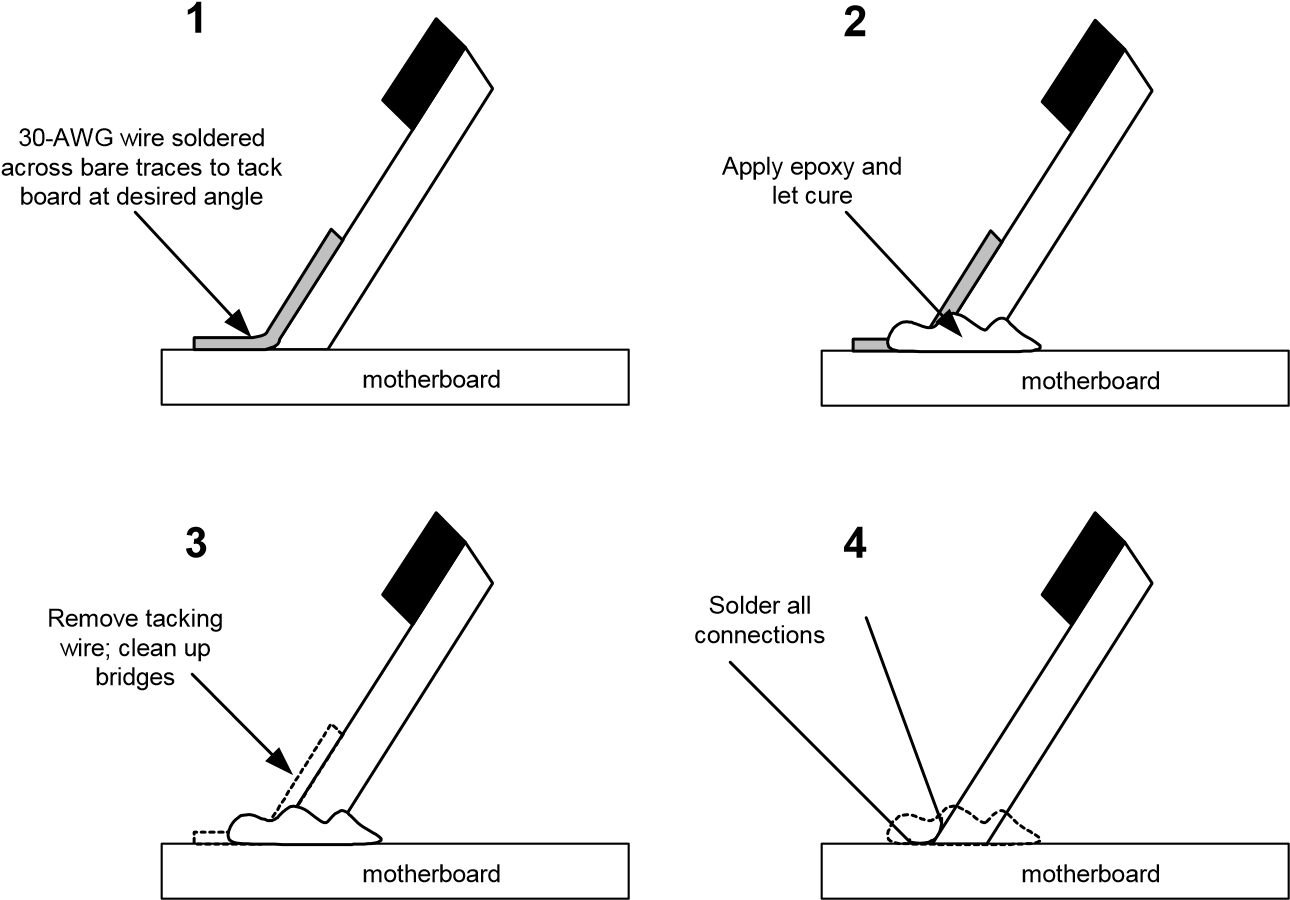 1
30-AWG wire soldered
across bare traces to tack
board at desired angle
motherboard
2
Apply epoxy and
let cure
motherboard
3
Remove tacking
wire; clean up
bridges
motherboard
4
Solder all
connections
motherboard